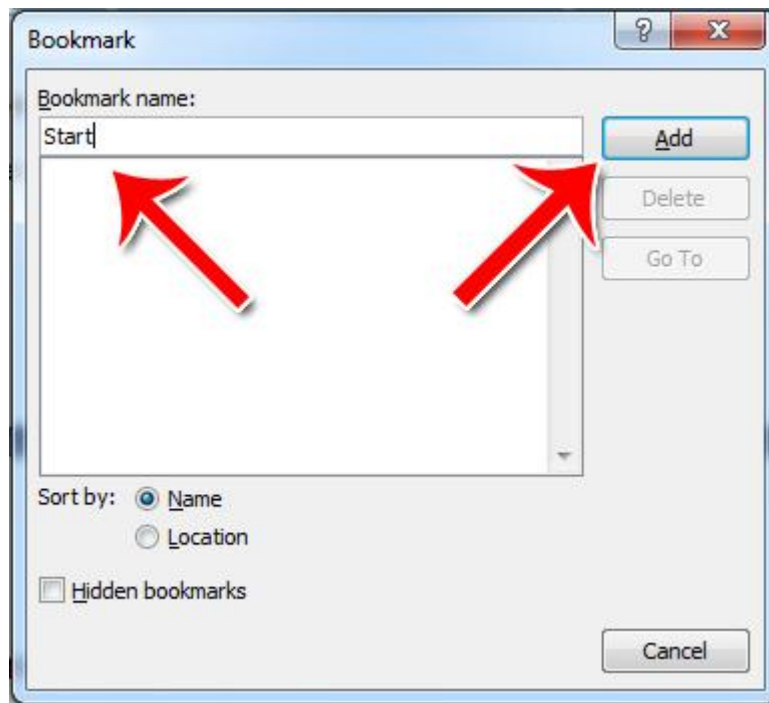 Bookmark
Bookmark name:
Start
Add
Delete
Go To
Sort by:
Name
Location
Hidden bookmarks
Cancel